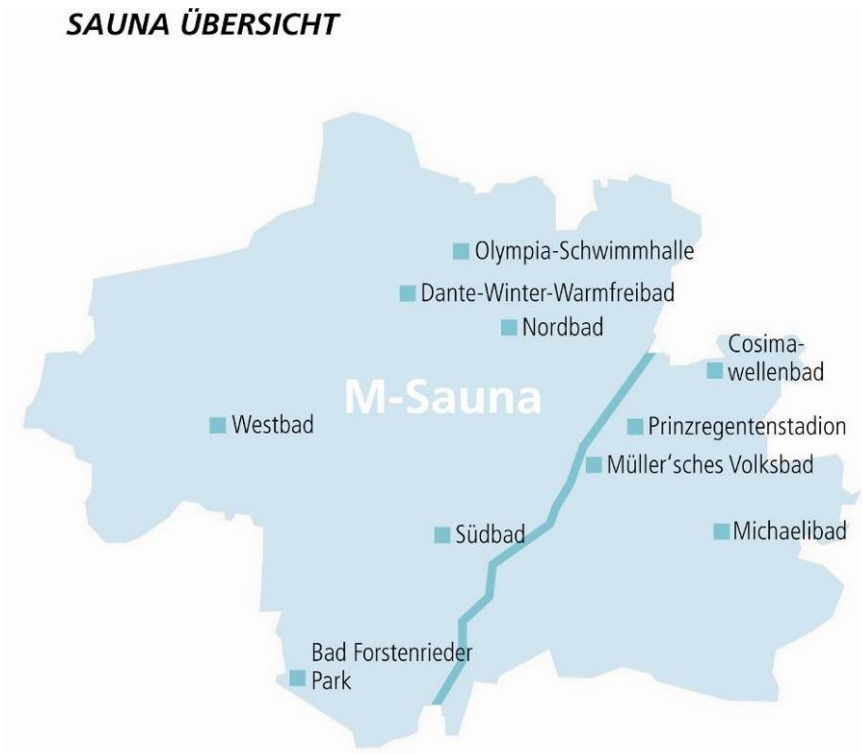 SAUNA ÜBERSICHT
Olympia-Schwimmhalle
Dante-Winter-Warmfreibad
Nordbad
Cosima-
wellenbad
M-Sauna
Westbad
Prinzregentenstadion
Müller'sches Volksbad
Südbad
Michaelibad
Bad Forstenrieder
Park